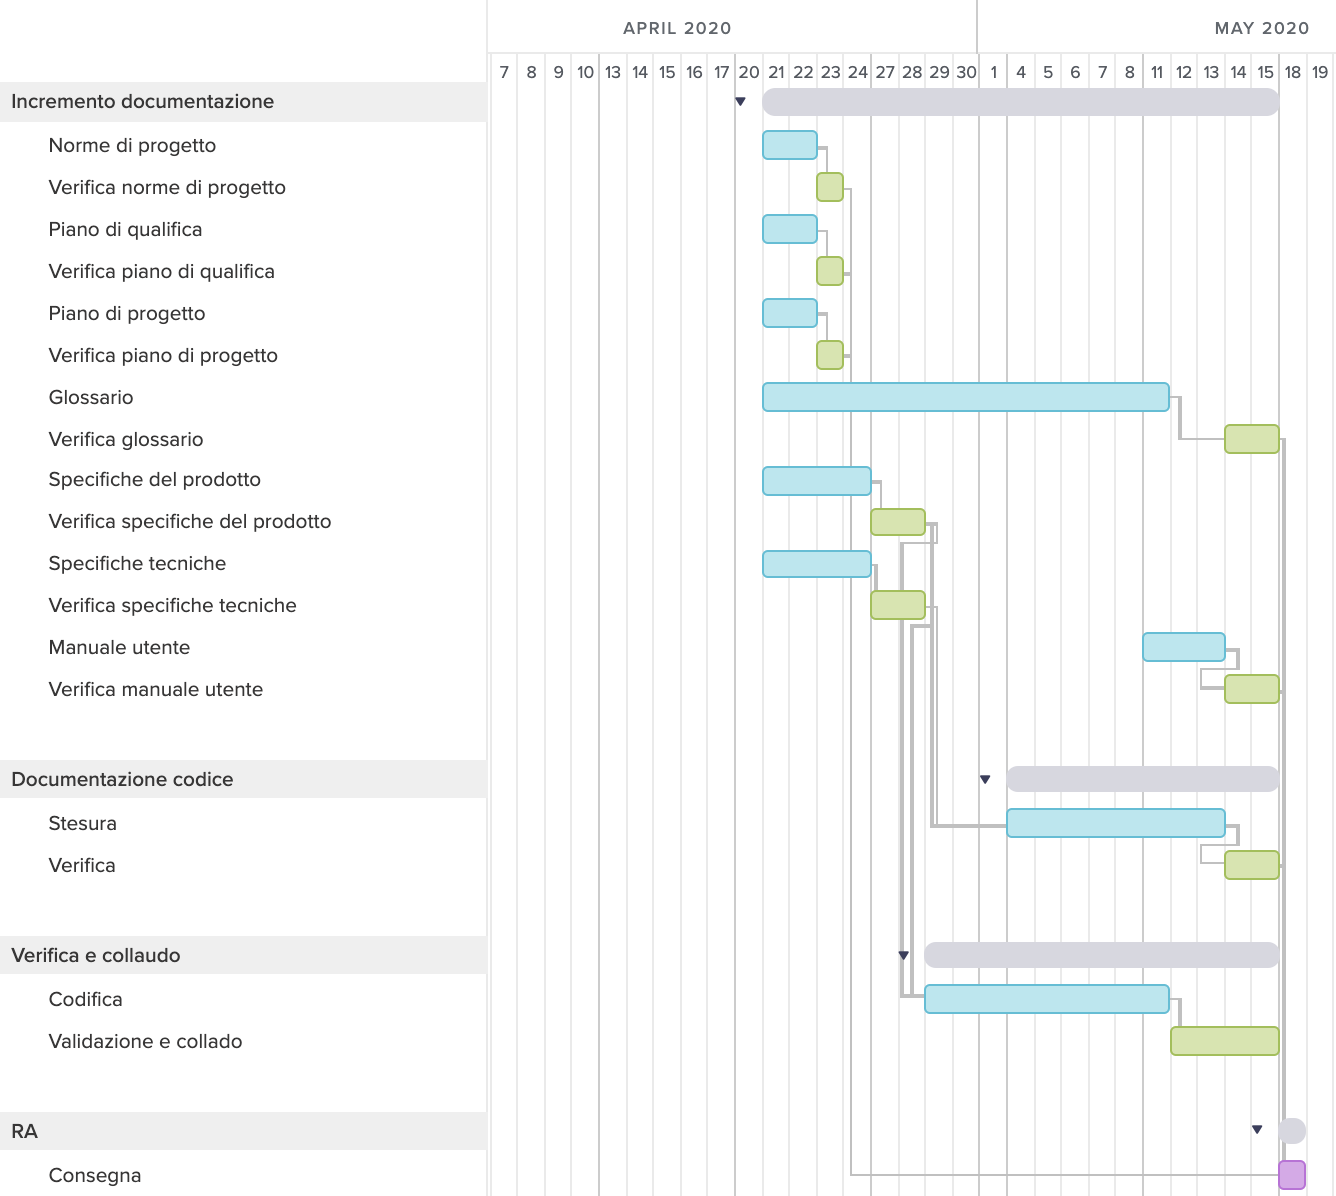 APRIL 2020 MAY 2020
7 8 9 10 13 14 15 16 17 20 21 22 23 24 27 28 29 30 1 4 5 6 7 8 11 12 13 14 15 18 19
Incremento documentazione
Norme di progetto
Verifica norme di progetto
Piano di qualifica
Verifica piano di qualifica
Piano di progetto
Verifica piano di progetto
Glossario
Verifica glossario
Specifiche del prodotto
Verifica specifiche del prodotto
Specifiche tecniche
Verifica specifiche tecniche
Manuale utente
Verifica manuale utente
Documentazione codice
Stesura
Verifica
Verifica e collaudo
Codifica
Validazione e collado
RA
Consegna